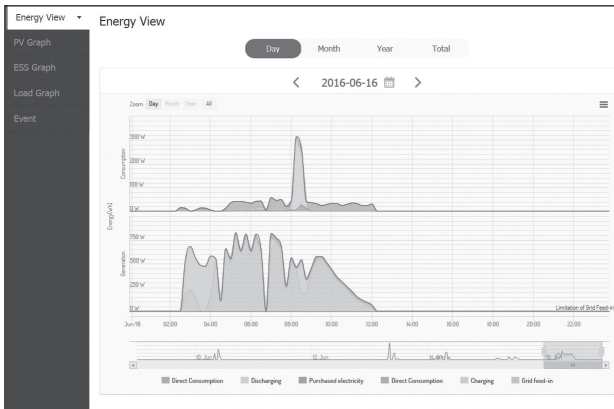 Energy View
Energy View
PV Graph
ESS Graph
Load Graph
Event
Day Month Year Total
2016-06-16
Zoom Day Month Year All
300 W
200 W
100 W
0 W
Consumption
Energy[Wh]
750 W
500 W
250 W
0 W
Generation
Limitation of Grid Feed-in
Jun/16 02:00 04:00 06:00 08:00 10:00 12:00 14:00 16:00 18:00 20:00 22:00
10. Jun 12. Jun 14. Jun 16. Jun
Direct Consumption Discharging Purchased electricity Direct Consumption Charging Grid feed-in